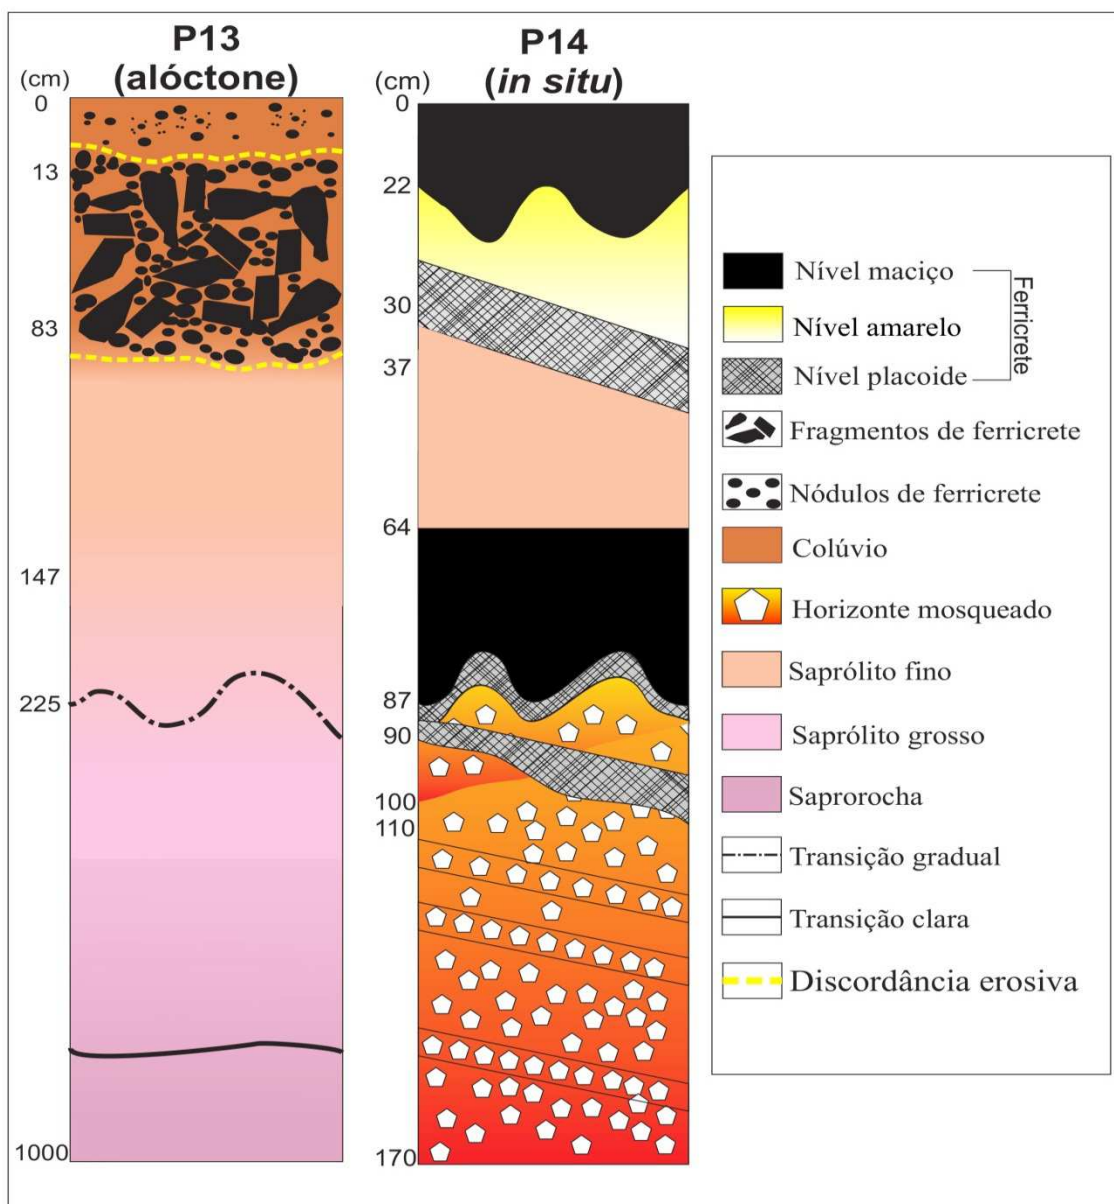 P13
(alóctone)
(cm)
0
13
83
147
225
1000
P14
(in situ)
(cm)
0
22
30
37
64
87
90
100
110
170
Nível maciço
Nível amarelo
Nível placoide
Ferricrete
Fragmentos de ferricrete
Nódulos de ferricrete
Colúvio
Horizonte mosqueado
Saprólito fino
Saprólito grosso
Saprorocha
Transição gradual
Transição clara
Discordância erosiva